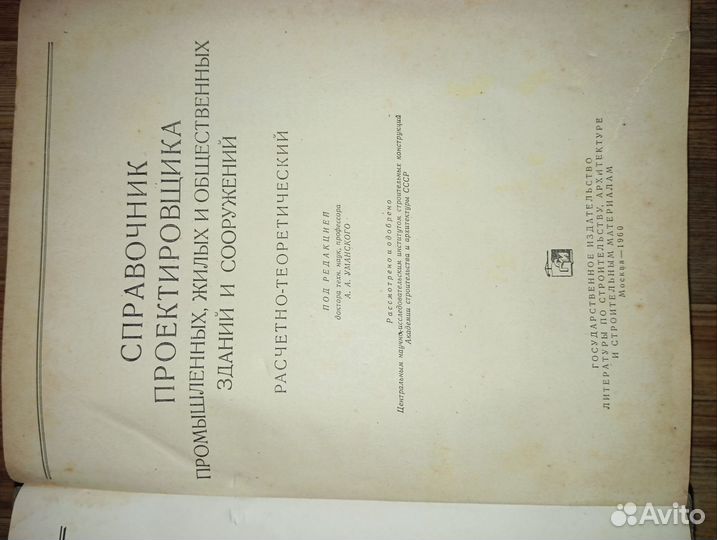 СПРАВОЧНИК
ПРОЕКТИРОВЩИКА
ПРОМЫШЛЕННЫХ, ЖИЛЫХ И ОБЩЕСТВЕННЫХ
ЗДАНИЙ И СООРУЖЕНИЙ
РАСЧЕТНО-ТЕОРЕТИЧЕСКИЙ
ПОД РЕДАКЦИЕЙ
доктора техн. наук, профессора
А. А. УМАНСКОГО
Рассмотрено и одобрено
Центральным научно-исследовательским институтом строительных конструкций
Академии строительства и архитектуры СССР
ГОСУДАРСТВЕННОЕ ИЗДАТЕЛЬСТВО
ЛИТЕРАТУРЫ ПО СТРОИТЕЛЬСТВУ, АРХИТЕКТУРЕ
И СТРОИТЕЛЬНЫМ МАТЕРИАЛАМ
Москва—1960
Avito